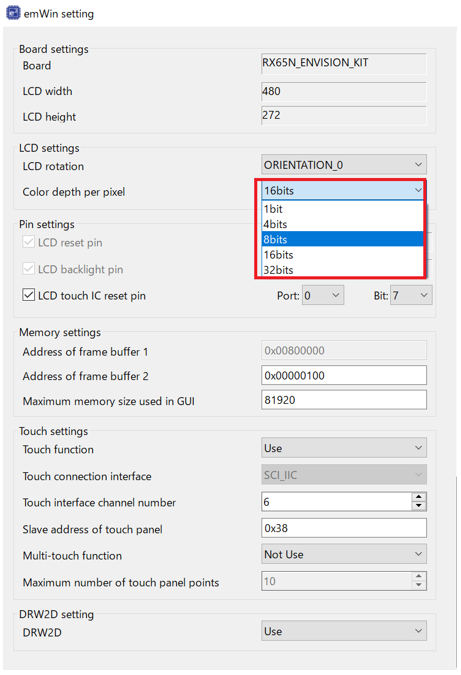 emWin setting
Board settings
Board RX65N_ENVISION_KIT
LCD width 480
LCD height 272
LCD settings
LCD rotation ORIENTATION_0
Color depth per pixel 16bits
1bit
4bits
8bits
16bits
32bits
Pin settings
LCD reset pin
LCD backlight pin
LCD touch IC reset pin Port: 0 Bit: 7
Memory settings
Address of frame buffer 1 0x00800000
Address of frame buffer 2 0x00000100
Maximum memory size used in GUI 81920
Touch settings
Touch function Use
Touch connection interface SCI_IIC
Touch interface channel number 6
Slave address of touch panel 0x38
Multi-touch function Not Use
Maximum number of touch panel points 10
DRW2D setting
DRW2D Use